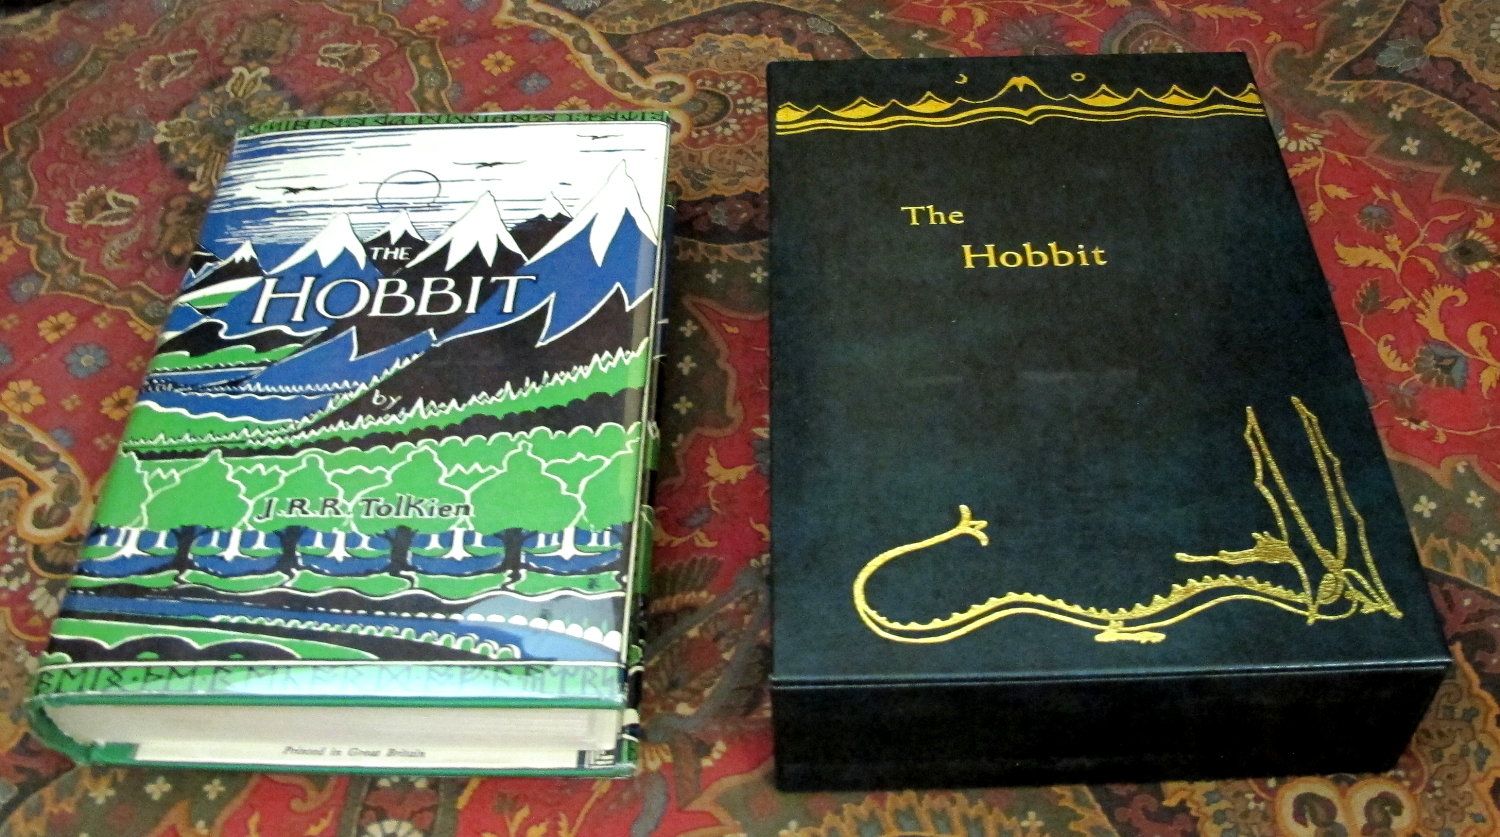 THE
HOBBIT
by
J.R.R. Tolkien
Printed in Great Britain
The
Hobbit